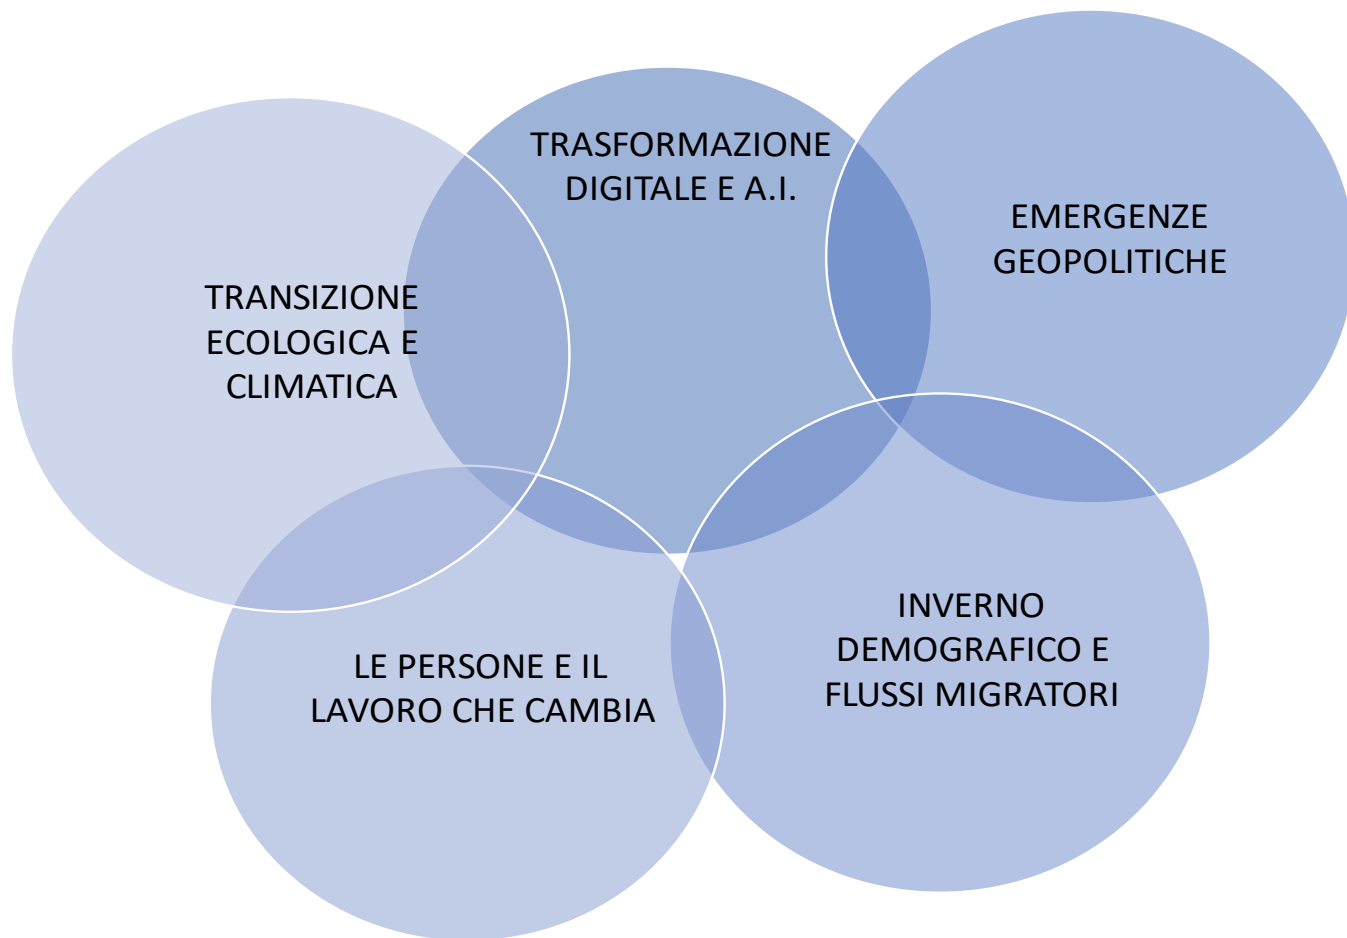 TRASFORMAZIONE
DIGITALE E A.I.
EMERGENZE
GEOPOLITICHE
TRANSIZIONE
ECOLOGICA E
CLIMATICA
INVERNO
DEMOGRAFICO E
FLUSSI MIGRATORI
LE PERSONE E IL
LAVORO CHE CAMBIA